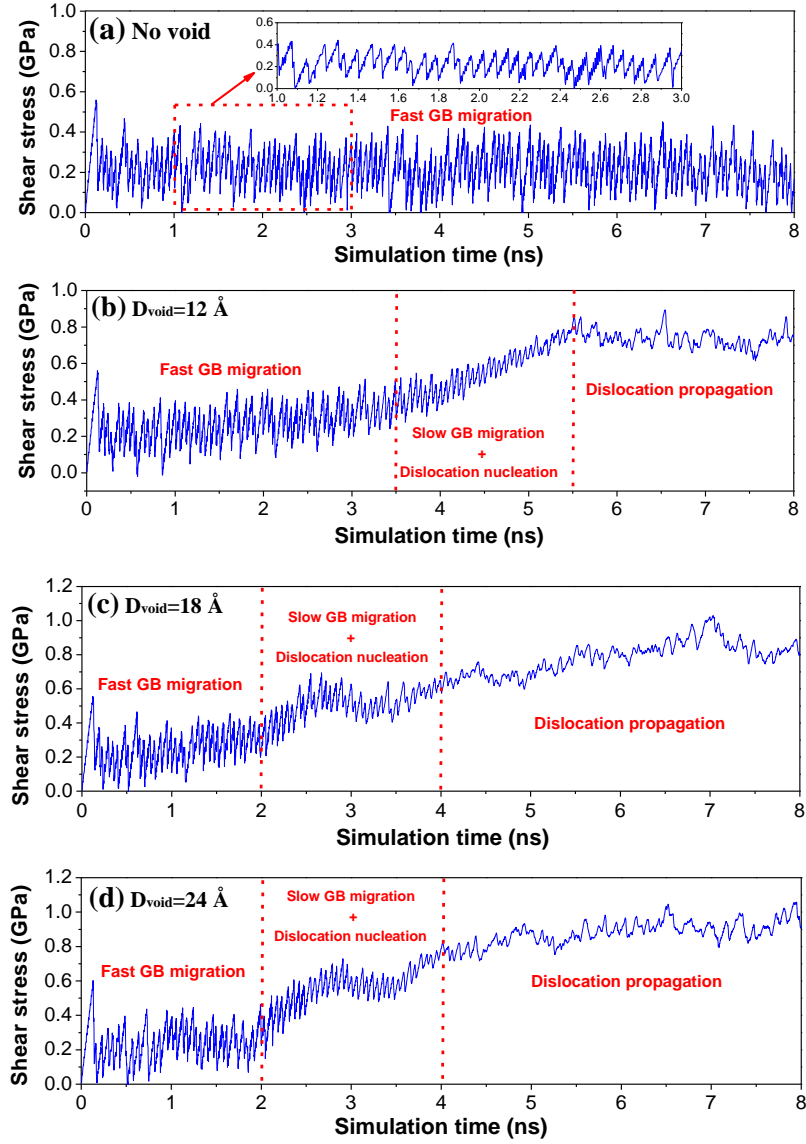 (a) No void
Shear stress (GPa)
1.0
0.8
0.6
0.4
0.2
0.0
0.6
0.4
0.2
0.0
1.0 1.2 1.4 1.6 1.8 2.0 2.2 2.4 2.6 2.8 3.0
Fast GB migration
0 1 2 3 4 5 6 7 8
Simulation time (ns)
(b) Dvoid=12 Å
Shear stress (GPa)
1.0
0.8
0.6
0.4
0.2
0.0
Fast GB migration
Slow GB migration
+
Dislocation nucleation
Dislocation propagation
0 1 2 3 4 5 6 7 8
Simulation time (ns)
(c) Dvoid=18 Å
Shear stress (GPa)
1.2
1.0
0.8
0.6
0.4
0.2
0.0
Fast GB migration
Slow GB migration
+
Dislocation nucleation
Dislocation propagation
0 1 2 3 4 5 6 7 8
Simulation time (ns)
(d) Dvoid=24 Å
Shear stress (GPa)
1.2
1.0
0.8
0.6
0.4
0.2
0.0
Fast GB migration
Slow GB migration
+
Dislocation nucleation
Dislocation propagation
0 1 2 3 4 5 6 7 8
Simulation time (ns)